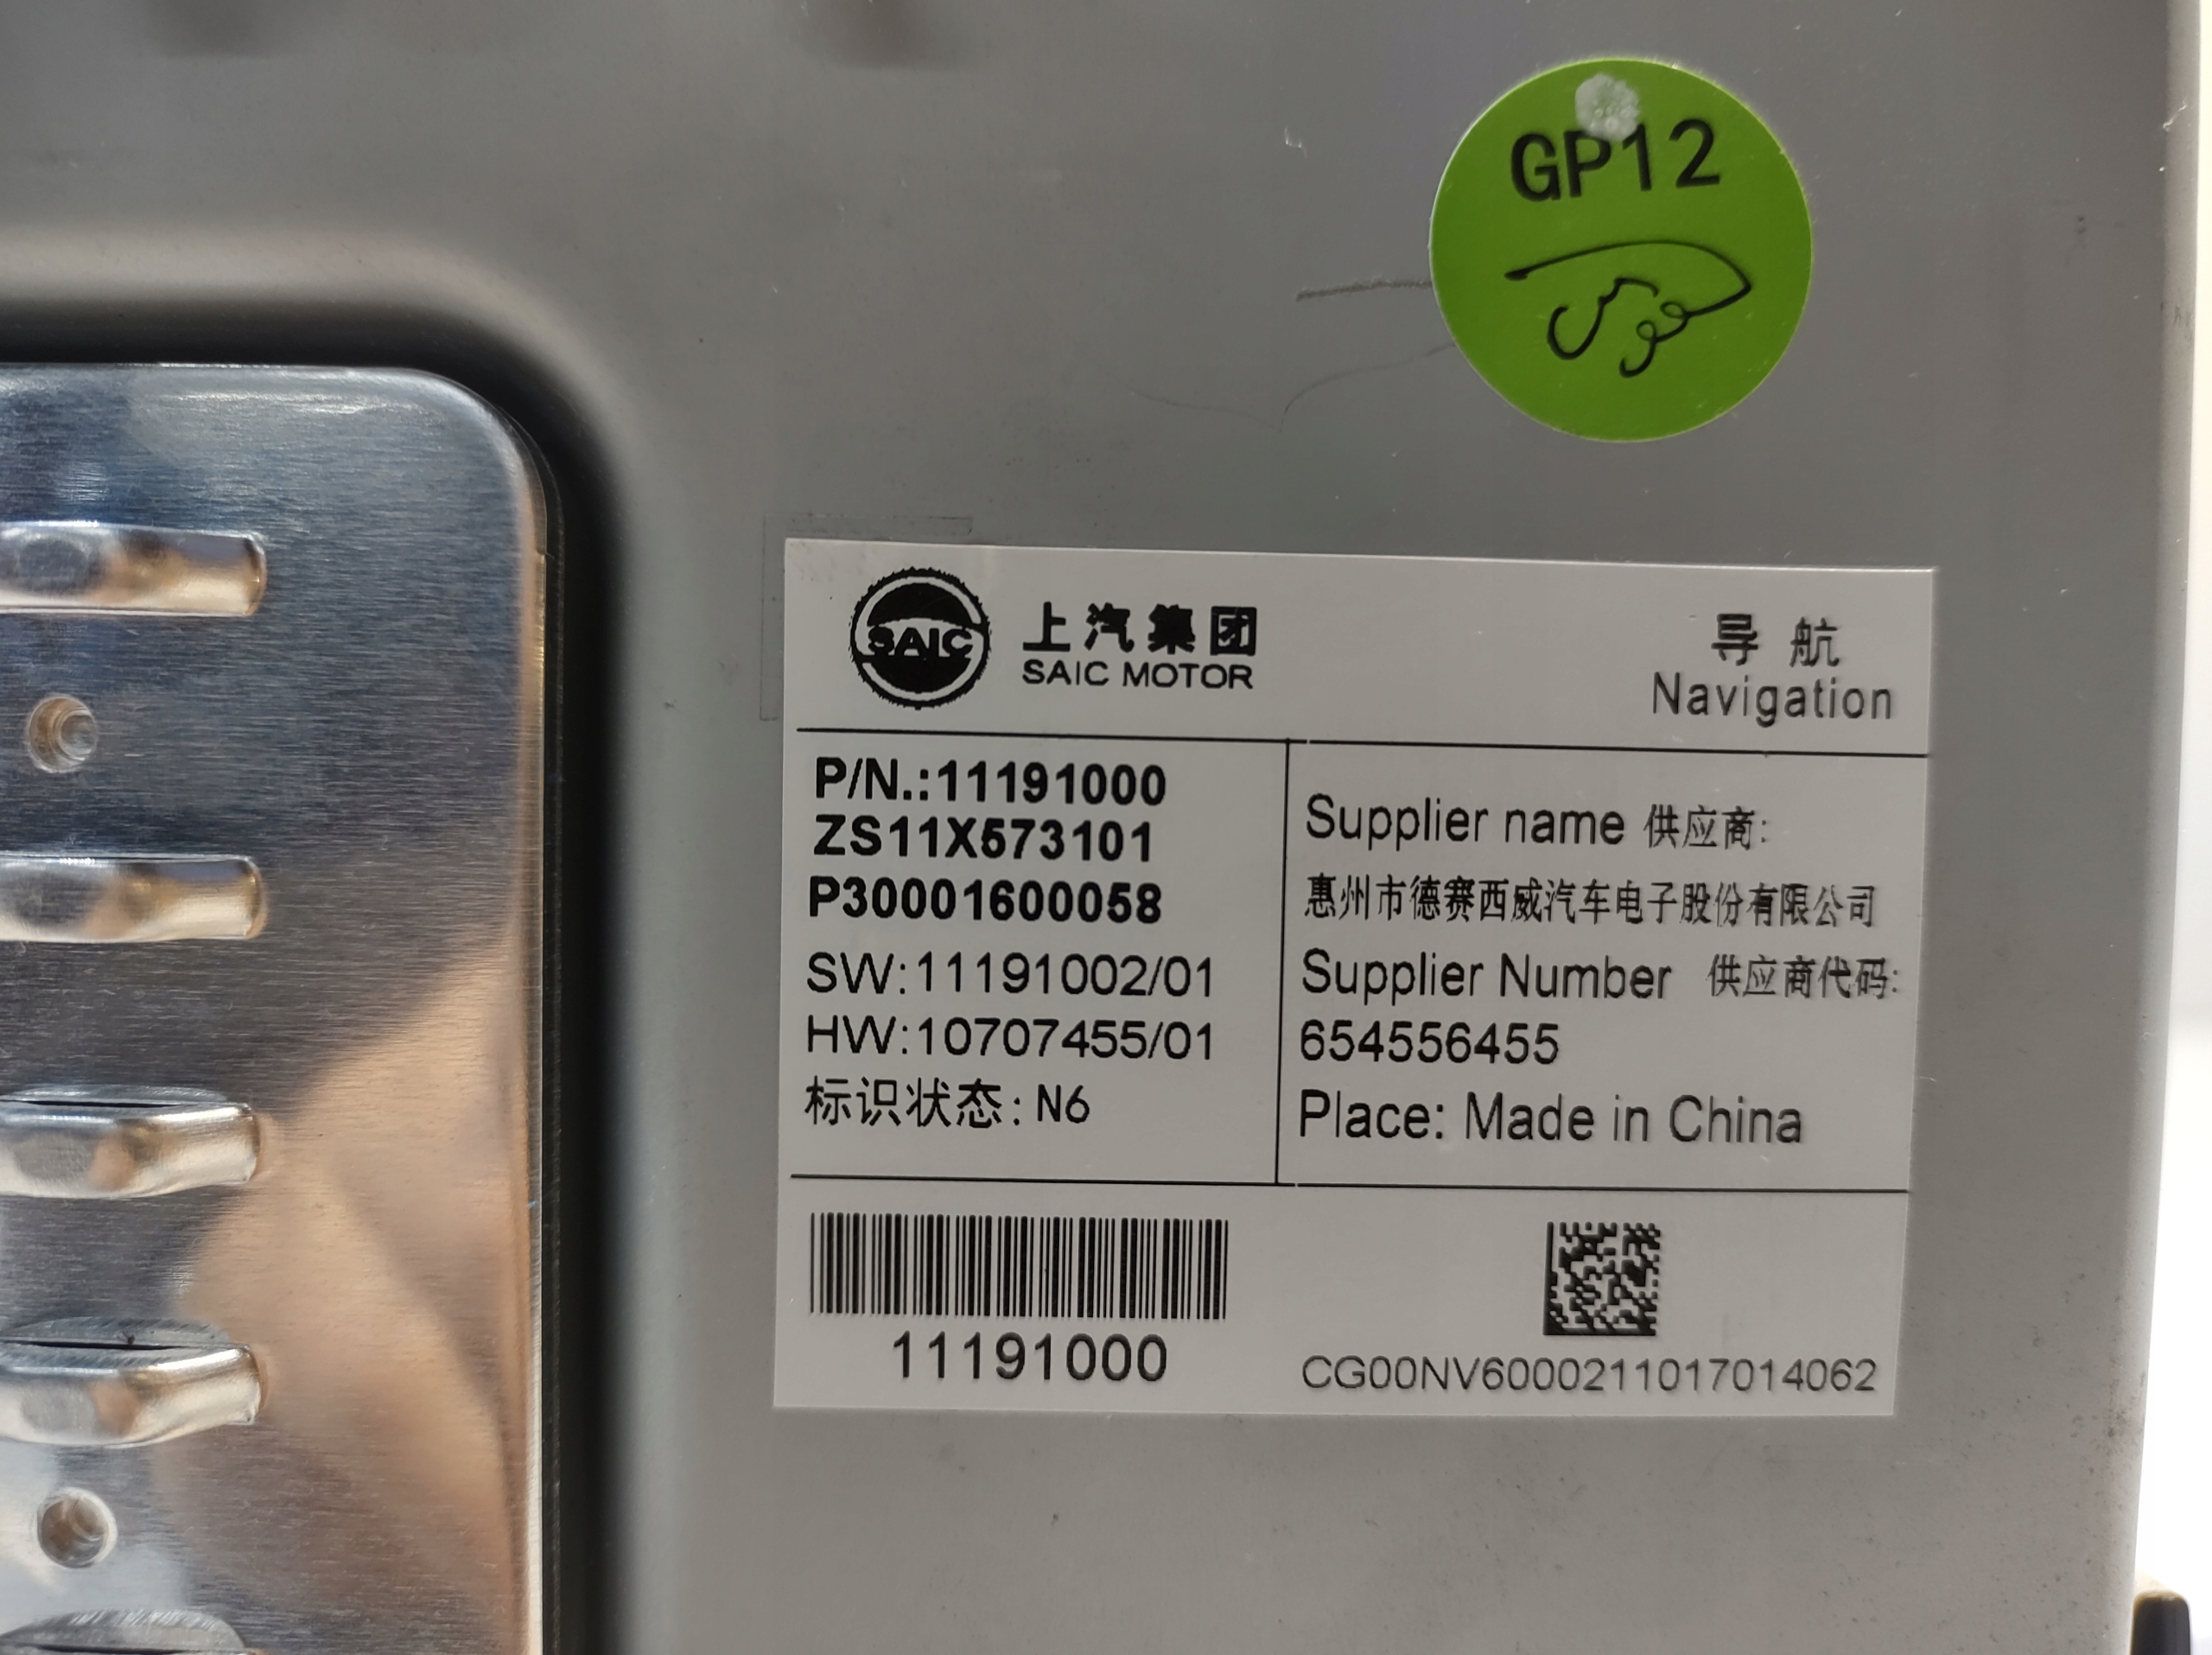 GP12
SAIC
上汽集团
SAIC MOTOR
导航
Navigation
P/N.:11191000
ZS11X573101
P30001600058
SW:11191002/01
HW:10707455/01
标识状态: N6
Supplier name 供应商:
惠州市德赛西威汽车电子股份有限公司
Supplier Number 供应商代码:
654556455
Place: Made in China
11191000
CG00NV6000211017014062